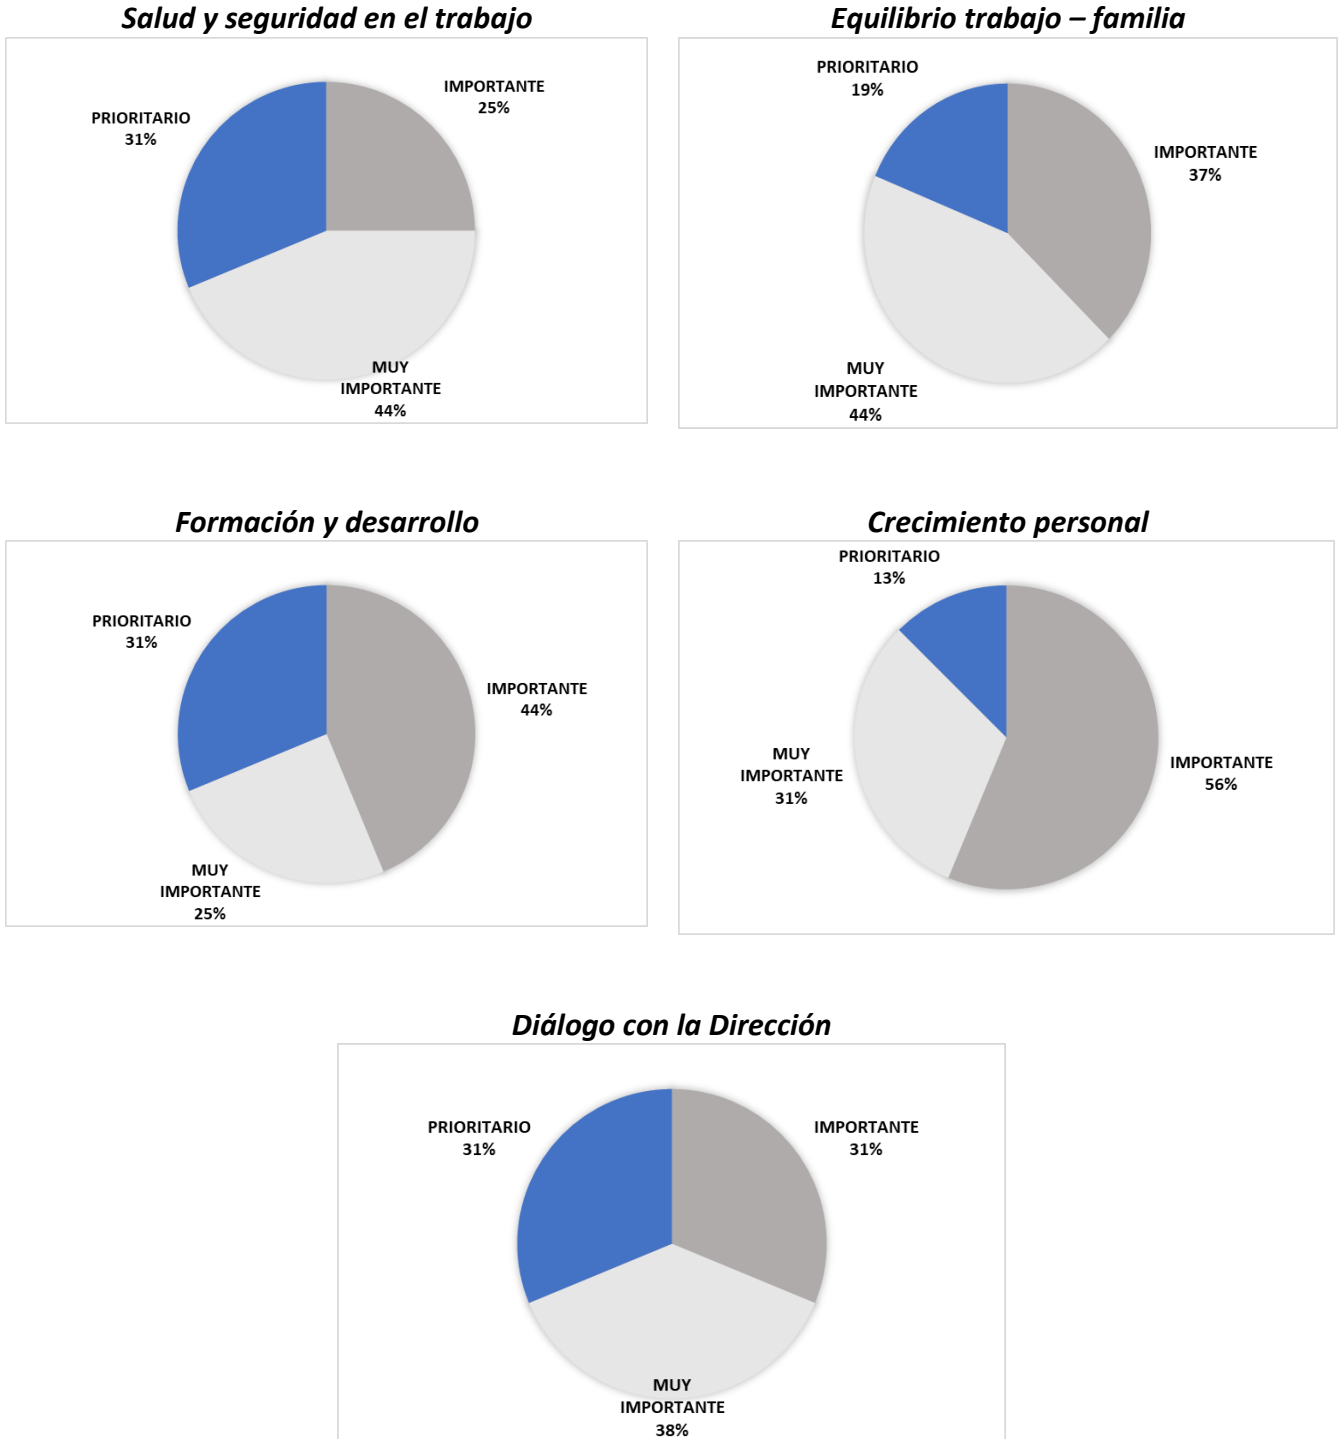 Salud y seguridad en el trabajo
IMPORTANTE
25%
MUY
IMPORTANTE
44%
PRIORITARIO
31%
Equilibrio trabajo – familia
IMPORTANTE
37%
MUY
IMPORTANTE
44%
PRIORITARIO
19%
Formación y desarrollo
IMPORTANTE
44%
MUY
IMPORTANTE
25%
PRIORITARIO
31%
Crecimiento personal
IMPORTANTE
56%
MUY
IMPORTANTE
31%
PRIORITARIO
13%
Diálogo con la Dirección
IMPORTANTE
31%
MUY
IMPORTANTE
38%
PRIORITARIO
31%